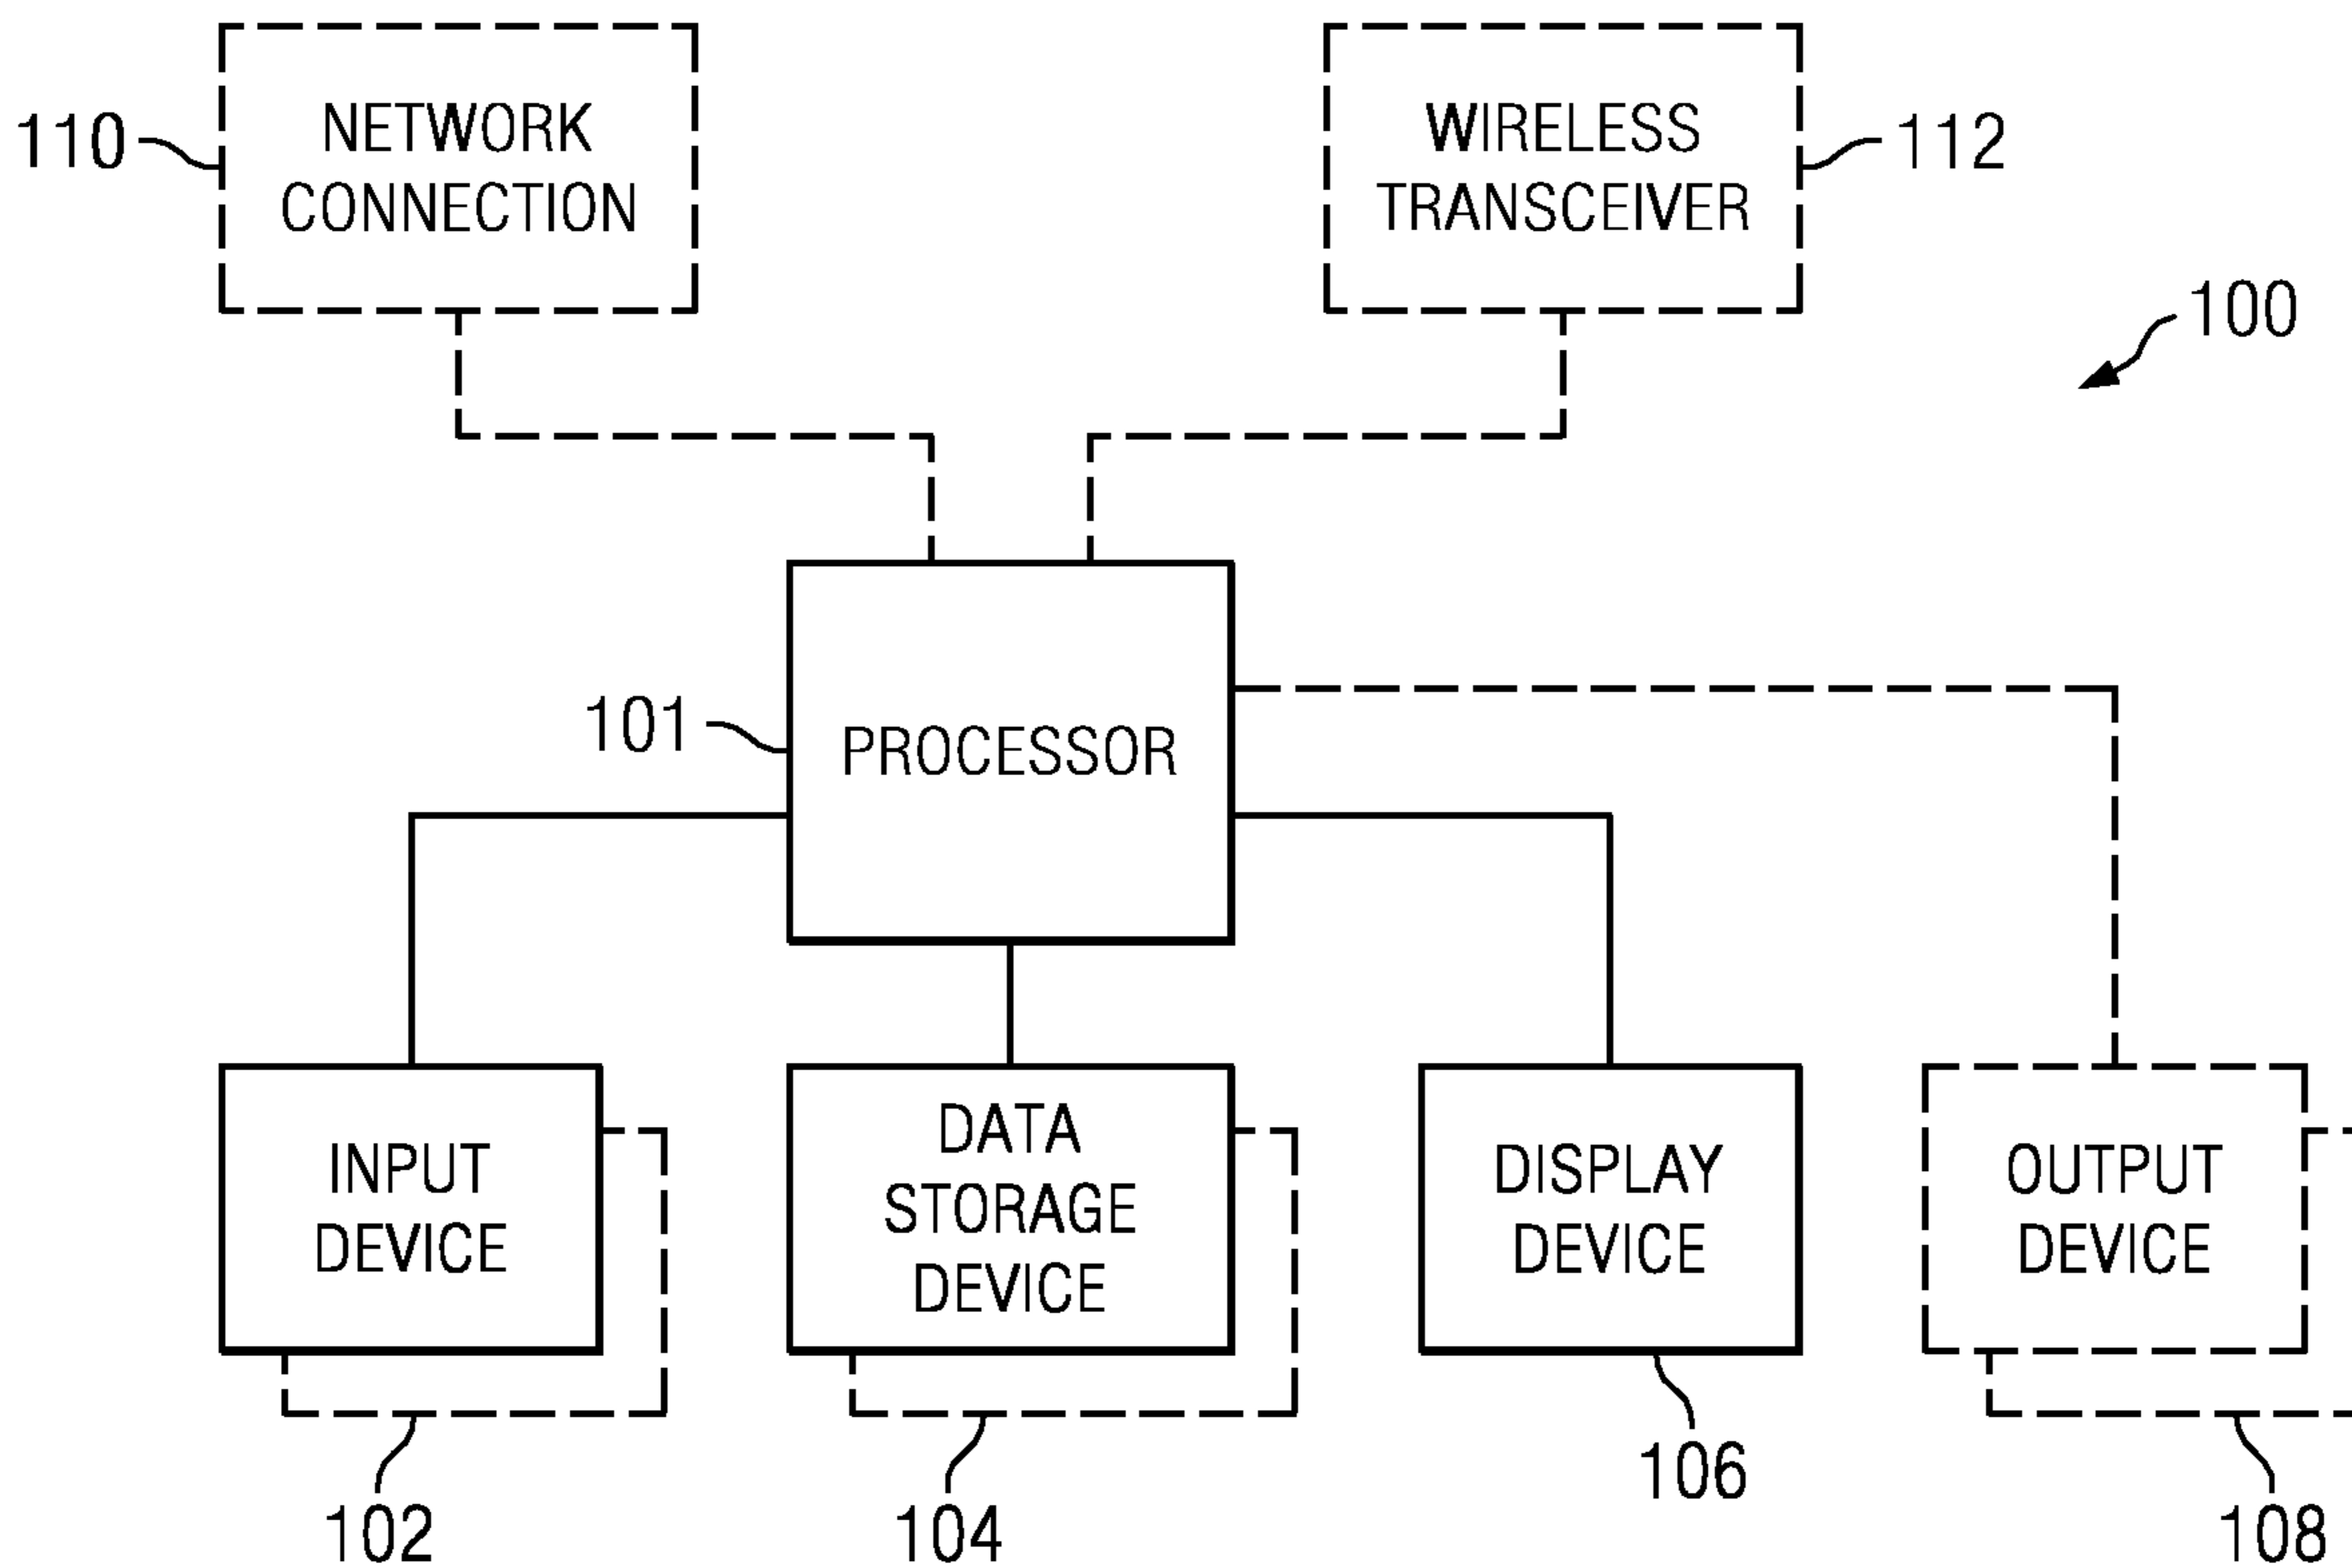 110
NETWORK
CONNECTION
WIRELESS
TRANSCEIVER
112
100
101
PROCESSOR
INPUT
DEVICE
DATA
STORAGE
DEVICE
DISPLAY
DEVICE
OUTPUT
DEVICE
102
104
106
108